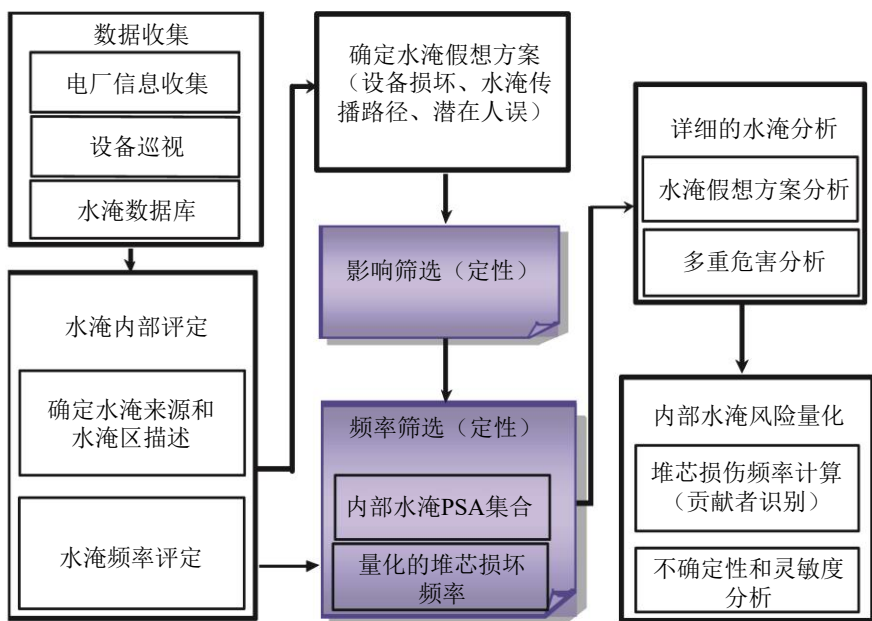 数据收集
电厂信息收集
设备巡视
水淹数据库
水淹内部评定
确定水淹来源和
水淹区描述
水淹频率评定
确定水淹假想方案
（设备损坏、水淹传
播路径、潜在人误）
影响筛选（定性）
频率筛选（定性）
内部水淹PSA集合
量化的堆芯损坏
频率
详细的水淹分析
水淹假想方案分析
多重危害分析
内部水淹风险量化
堆芯损伤频率计算
（贡献者识别）
不确定性和灵敏度
分析